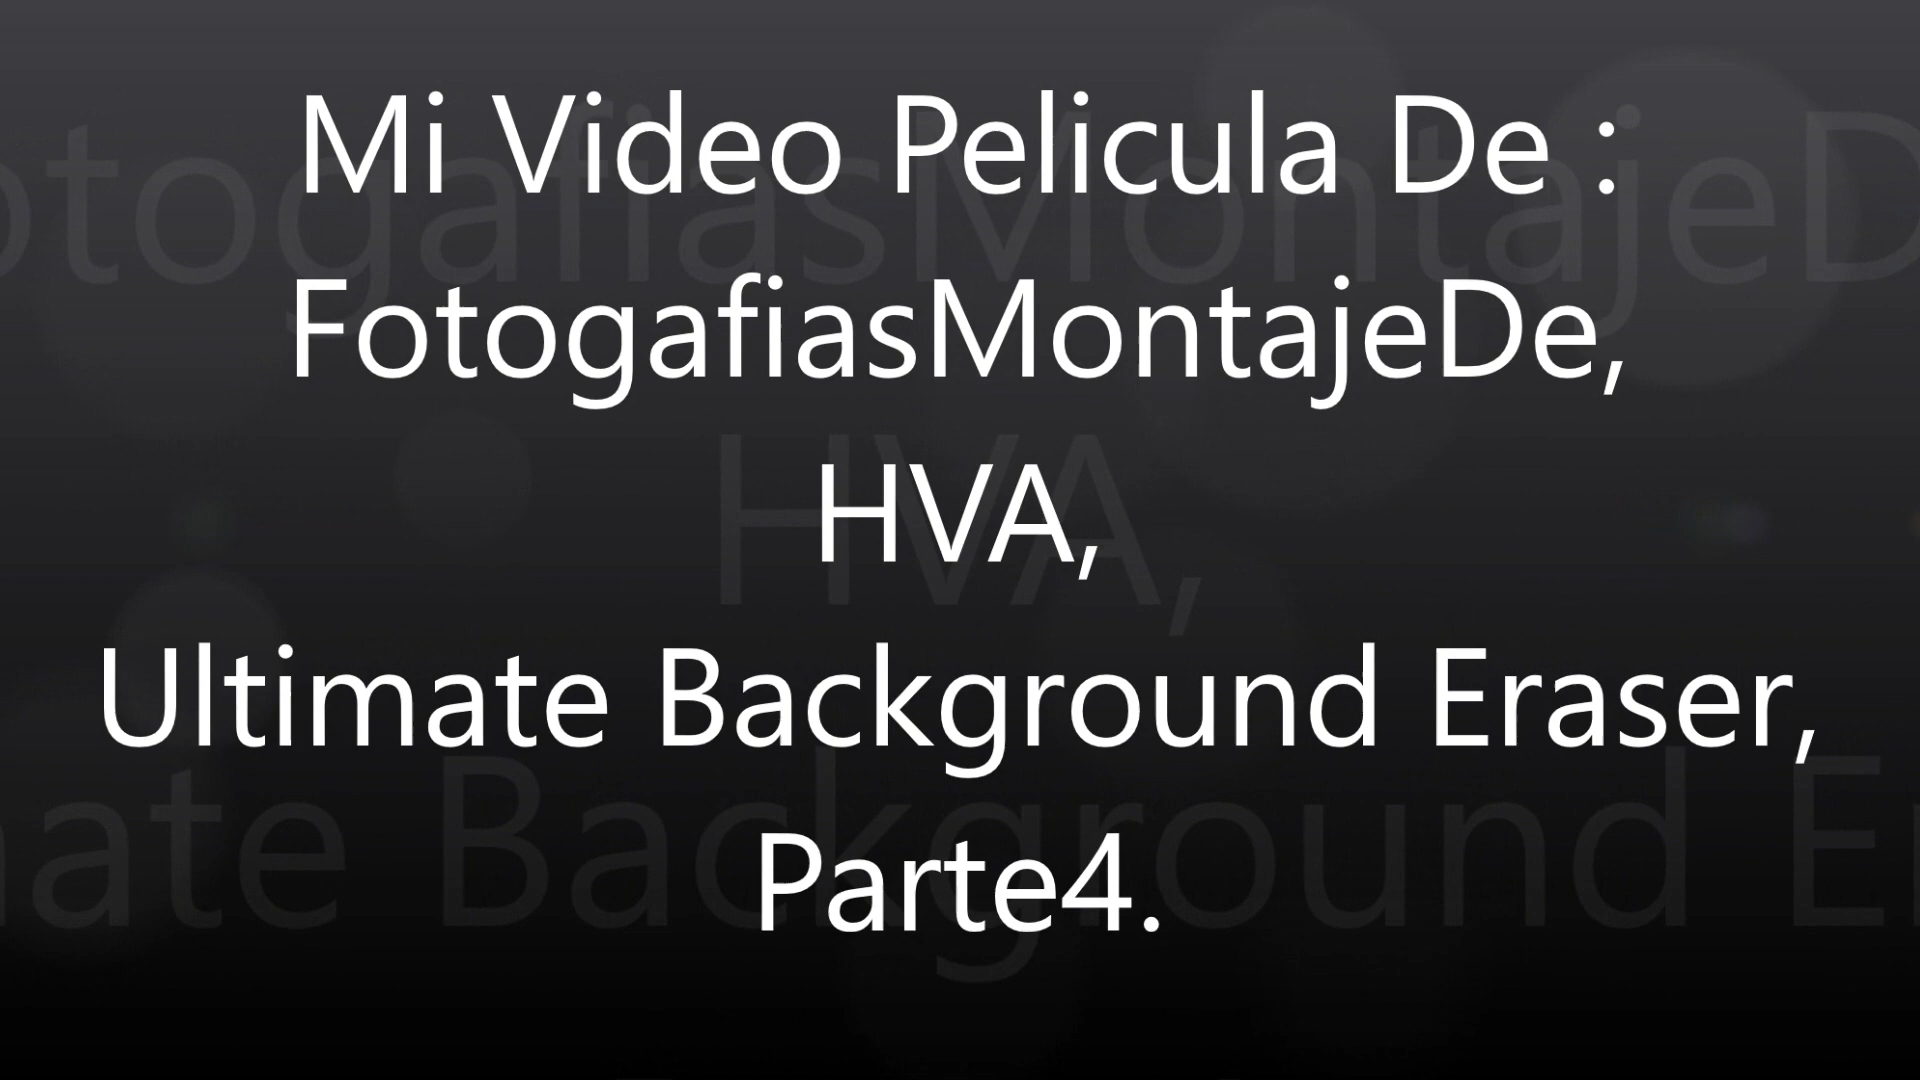 Mi Video Pelicula De :
FotogafiasMontajeDe,
HVA,
Ultimate Background Eraser,
Parte4.